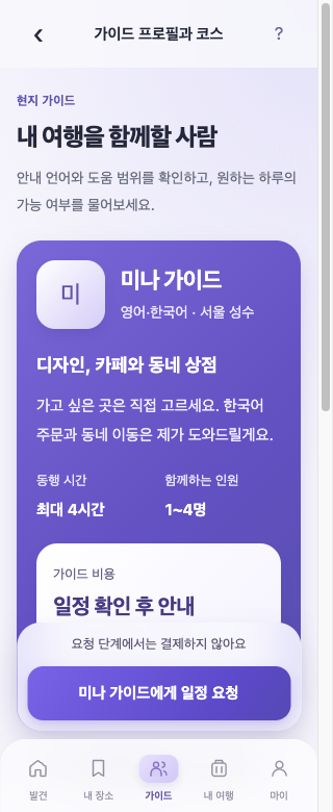 가이드 프로필과 코스
?
현지 가이드
내 여행을 함께할 사람
안내 언어와 도움 범위를 확인하고, 원하는 하루의
가능 여부를 물어보세요.
미
미나 가이드
영어·한국어 · 서울 성수
디자인, 카페와 동네 상점
가고 싶은 곳은 직접 고르세요. 한국어
주문과 동네 이동은 제가 도와드릴게요.
동행 시간
함께하는 인원
최대 4시간
1~4명
가이드 비용
일정 확인 후 안내
요청 단계에서는 결제하지 않아요
미나 가이드에게 일정 요청
발견
내 장소
가이드
내 여행
마이